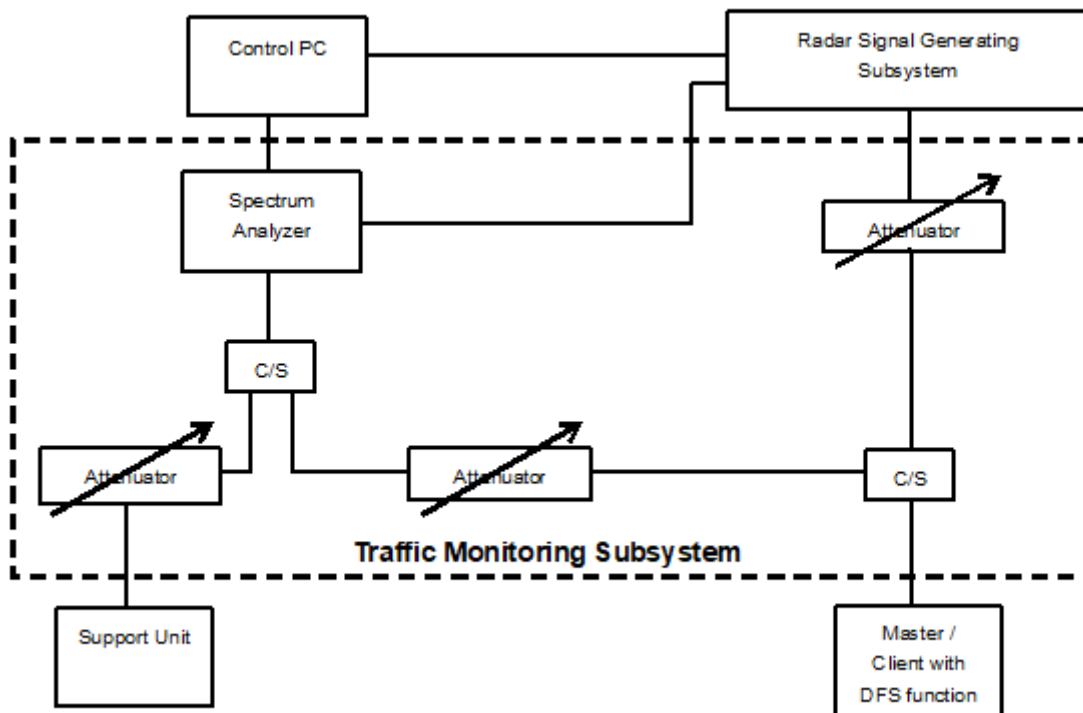 Control PC
Radar Signal Generating
Subsystem
Spectrum
Analyzer
Attenuator
C/S
Attenuator
Attenuator
C/S
Traffic Monitoring Subsystem
Support Unit
Master /
Client with
DFS function